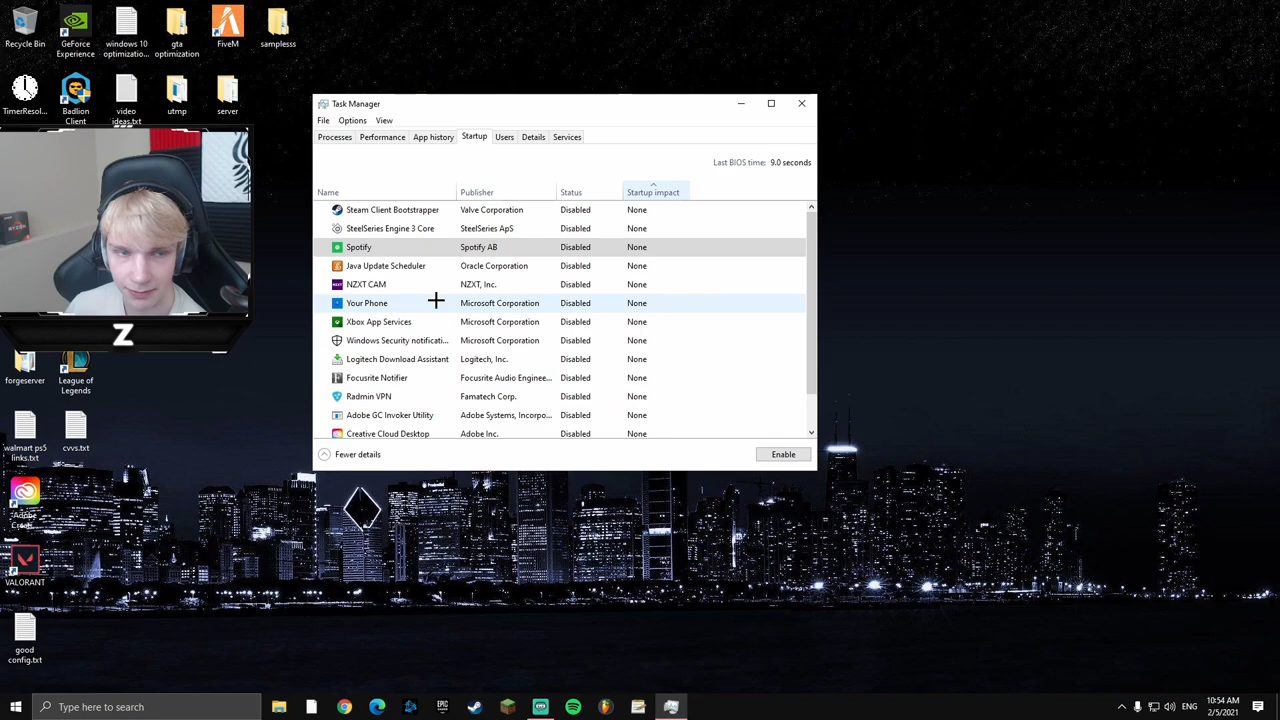 Recycle Bin
GeForce
Experience
windows 10
optimizatio...
gta
optimization
FiveM
samplesss
TimerResol...
Badlion
Client
video
ideas.txt
utmp
server
Z
forgeserver
League of
Legends
walmart ps5
links.txt
cvvs.txt
Adobe
VALORANT
good
config.txt
Task Manager
File Options View
Processes Performance App history Startup Users Details Services
Last BIOS time: 9.0 seconds
Name Publisher Status Startup impact
Steam Client Bootstrapper Valve Corporation Disabled None
SteelSeries Engine 3 Core SteelSeries ApS Disabled None
Spotify Spotify AB Disabled None
Java Update Scheduler Oracle Corporation Disabled None
NZXT CAM NZXT, Inc. Disabled None
Your Phone Microsoft Corporation Disabled None
Xbox App Services Microsoft Corporation Disabled None
Windows Security notificati... Microsoft Corporation Disabled None
Logitech Download Assistant Logitech, Inc. Disabled None
Focusrite Notifier Focusrite Audio Enginee... Disabled None
Radmin VPN Famatech Corp. Disabled None
Adobe GC Invoker Utility Adobe Systems, Incorpo... Disabled None
Creative Cloud Desktop Adobe Inc. Disabled None
Fewer details Enable
Type here to search
ENG
10:54 AM
2/5/2021